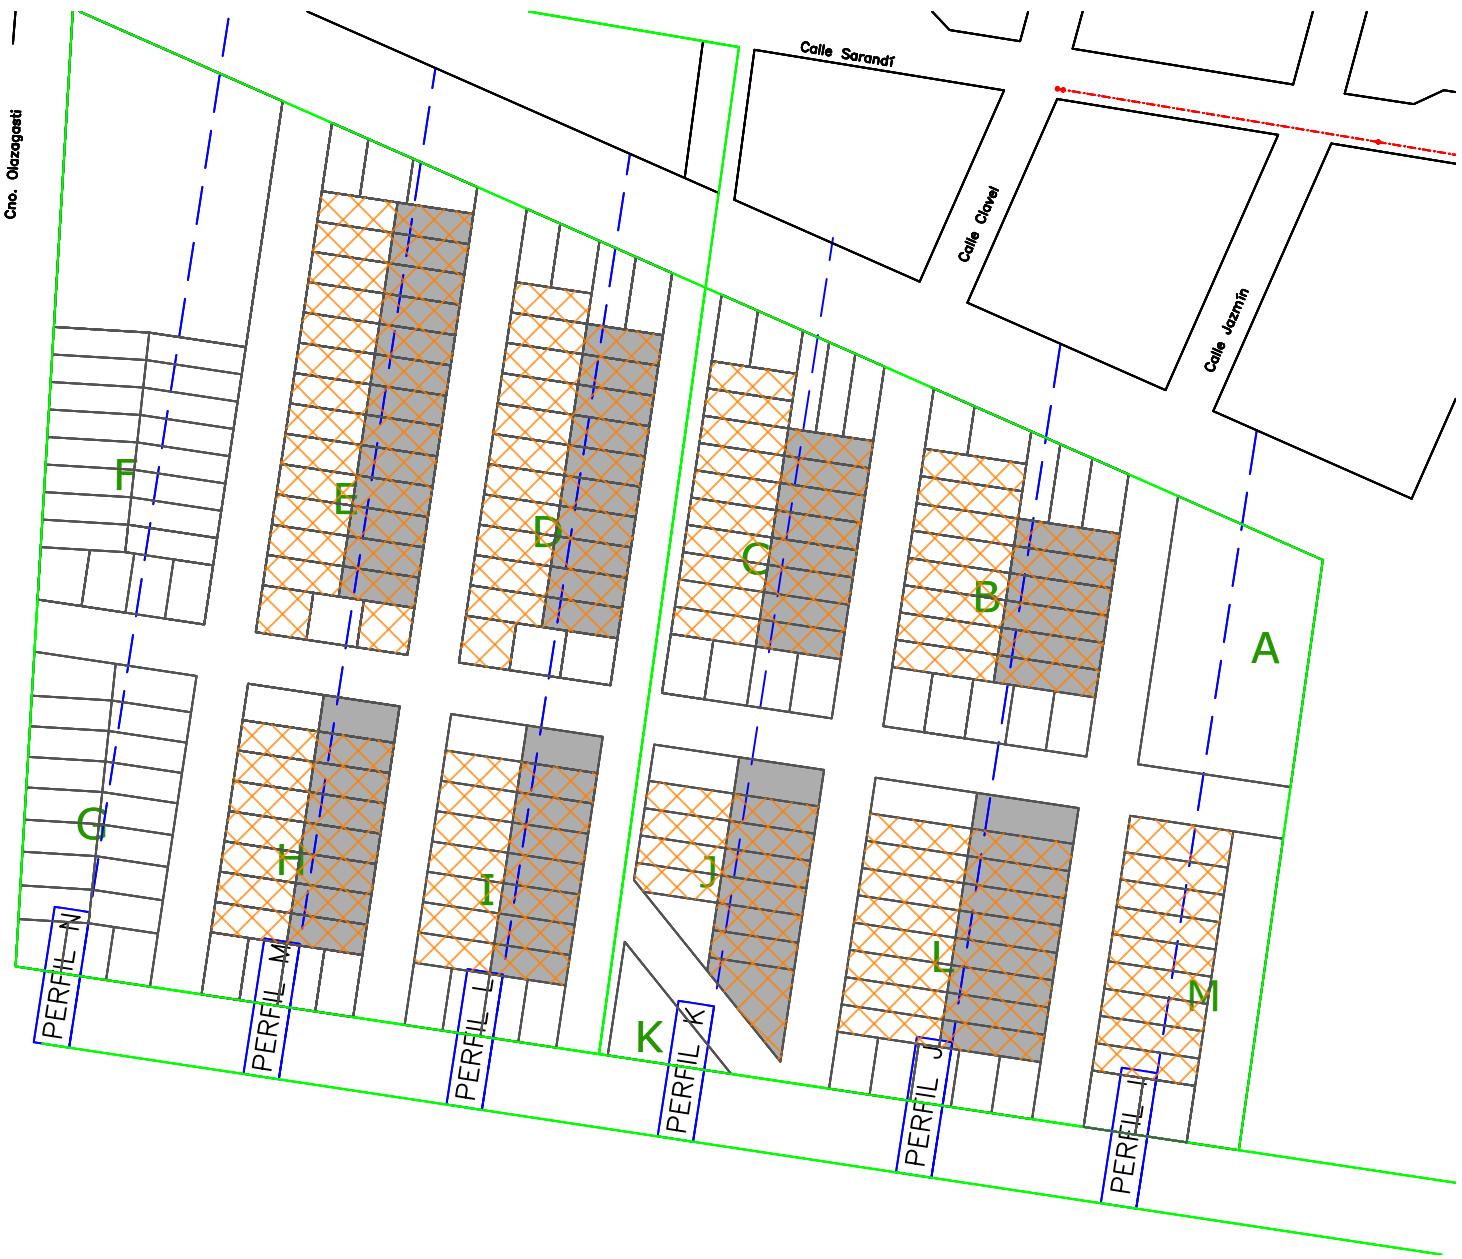 Calle Sarandí
Cno. Olazagasti
Calle Clavel
Calle Jazmín
F
E
D
C
B
A
G
H
I
J
L
M
K
PERFIL N
PERFIL M
PERFIL L
PERFIL K
PERFIL J
PERFIL I